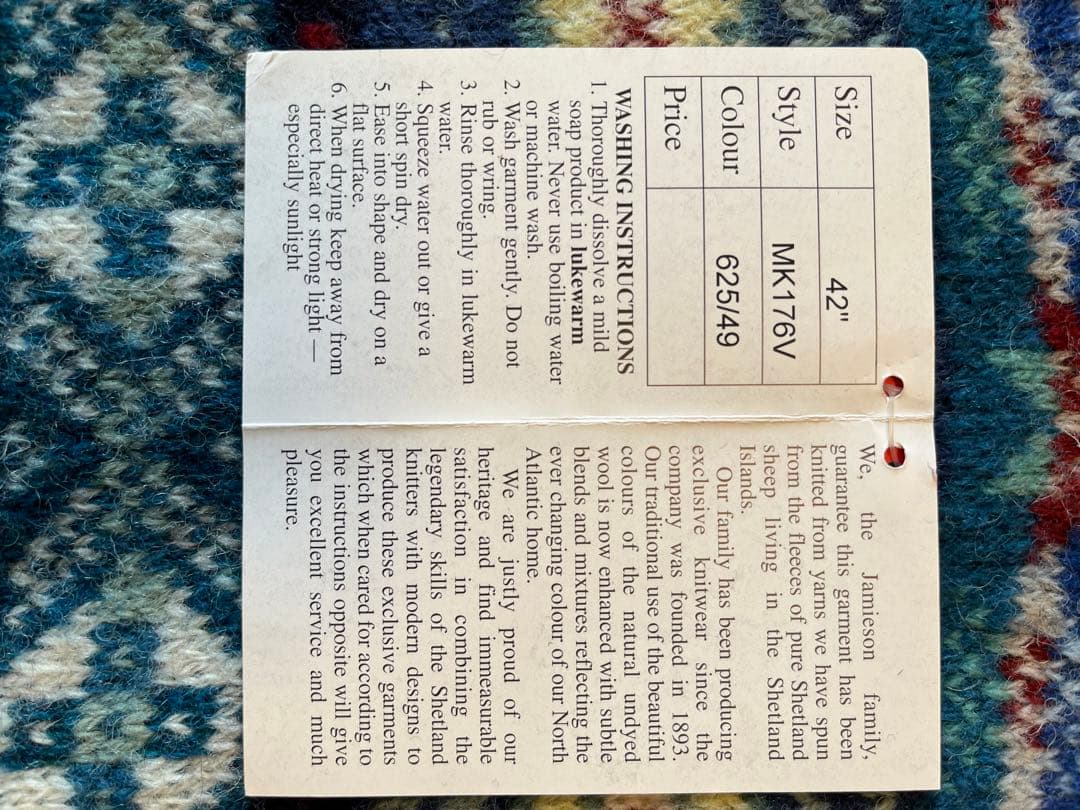 Size 42"
Style MK176V
Colour 625/49
Price
WASHING INSTRUCTIONS
1. Thoroughly dissolve a mild
soap product in lukewarm
water. Never use boiling water
or machine wash.
2. Wash garment gently. Do not
rub or wring.
3. Rinse thoroughly in lukewarm
water.
4. Squeeze water out or give a
short spin dry.
5. Ease into shape and dry on a
flat surface.
6. When drying keep away from
direct heat or strong light —
especially sunlight
We, the Jamieson family,
guarantee this garment has been
knitted from yarns we have spun
from the fleeces of pure Shetland
sheep living in the Shetland
Islands.
Our family has been producing
exclusive knitwear since the
company was founded in 1893.
Our traditional use of the beautiful
colours of the natural undyed
wool is now enhanced with subtle
blends and mixtures reflecting the
ever changing colour of our North
Atlantic home.
We are justly proud of our
heritage and find immeasurable
satisfaction in combining the
legendary skills of the Shetland
knitters with modern designs to
produce these exclusive garments
which when cared for according to
the instructions opposite will give
you excellent service and much
pleasure.